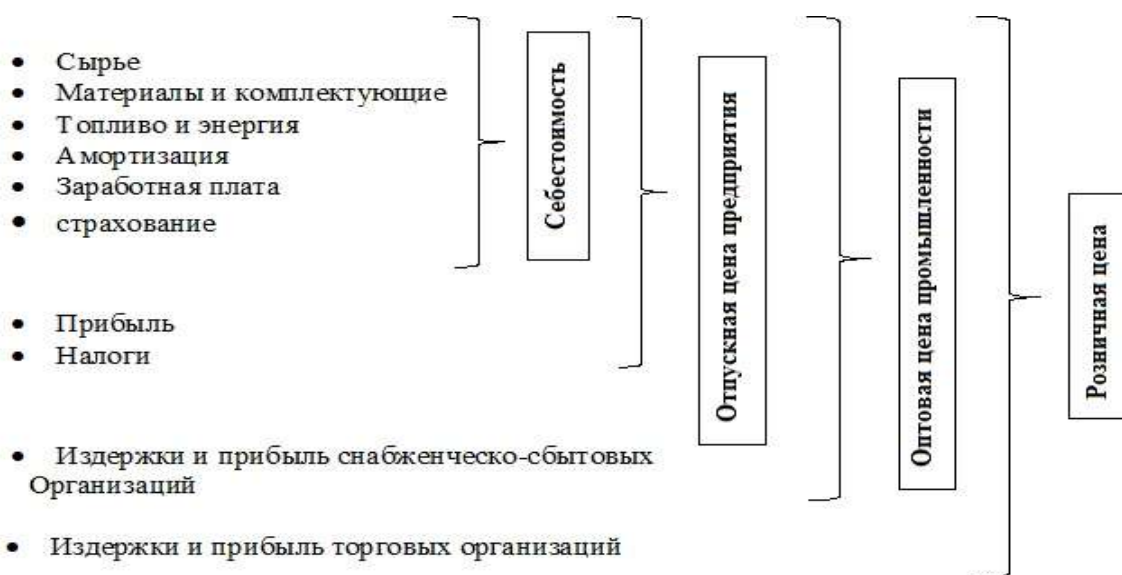 • Сырье
• Материалы и комплектующие
• Топливо и энергия
• Амортизация
• Заработная плата
• страхование
• Прибыль
• Налоги
• Издержки и прибыль снабженческо-сбытовых
Организаций
• Издержки и прибыль торговых организаций
Себестоимость
Отпускная цена предприятия
Оптовая цена промышленности
Розничная цена